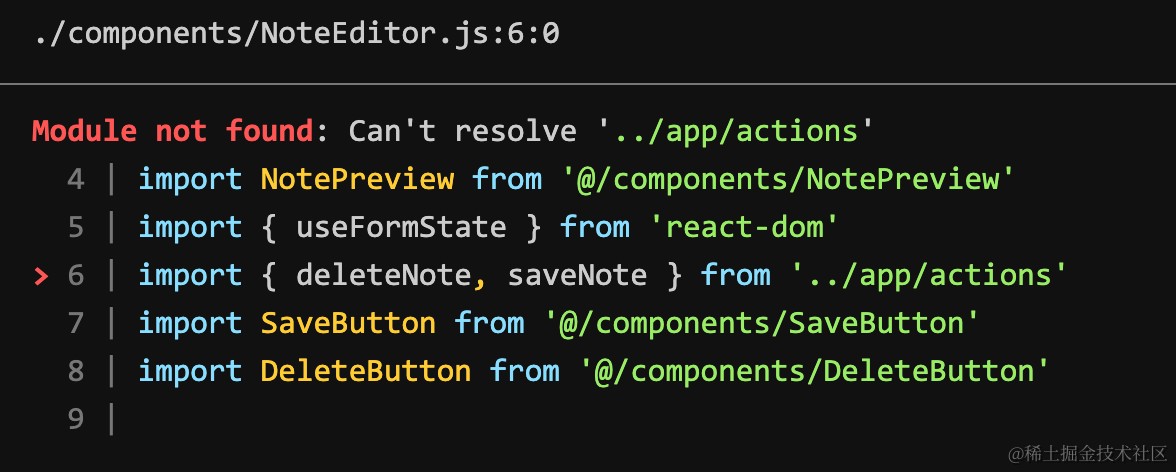 ./components/NoteEditor.js:6:0
Module not found: Can't resolve '../app/actions'
4 | import NotePreview from '@/components/NotePreview'
5 | import { useFormState } from 'react-dom'
> 6 | import { deleteNote, saveNote } from '../app/actions'
7 | import SaveButton from '@/components/SaveButton'
8 | import DeleteButton from '@/components/DeleteButton'
9 |
@稀土掘金技术社区